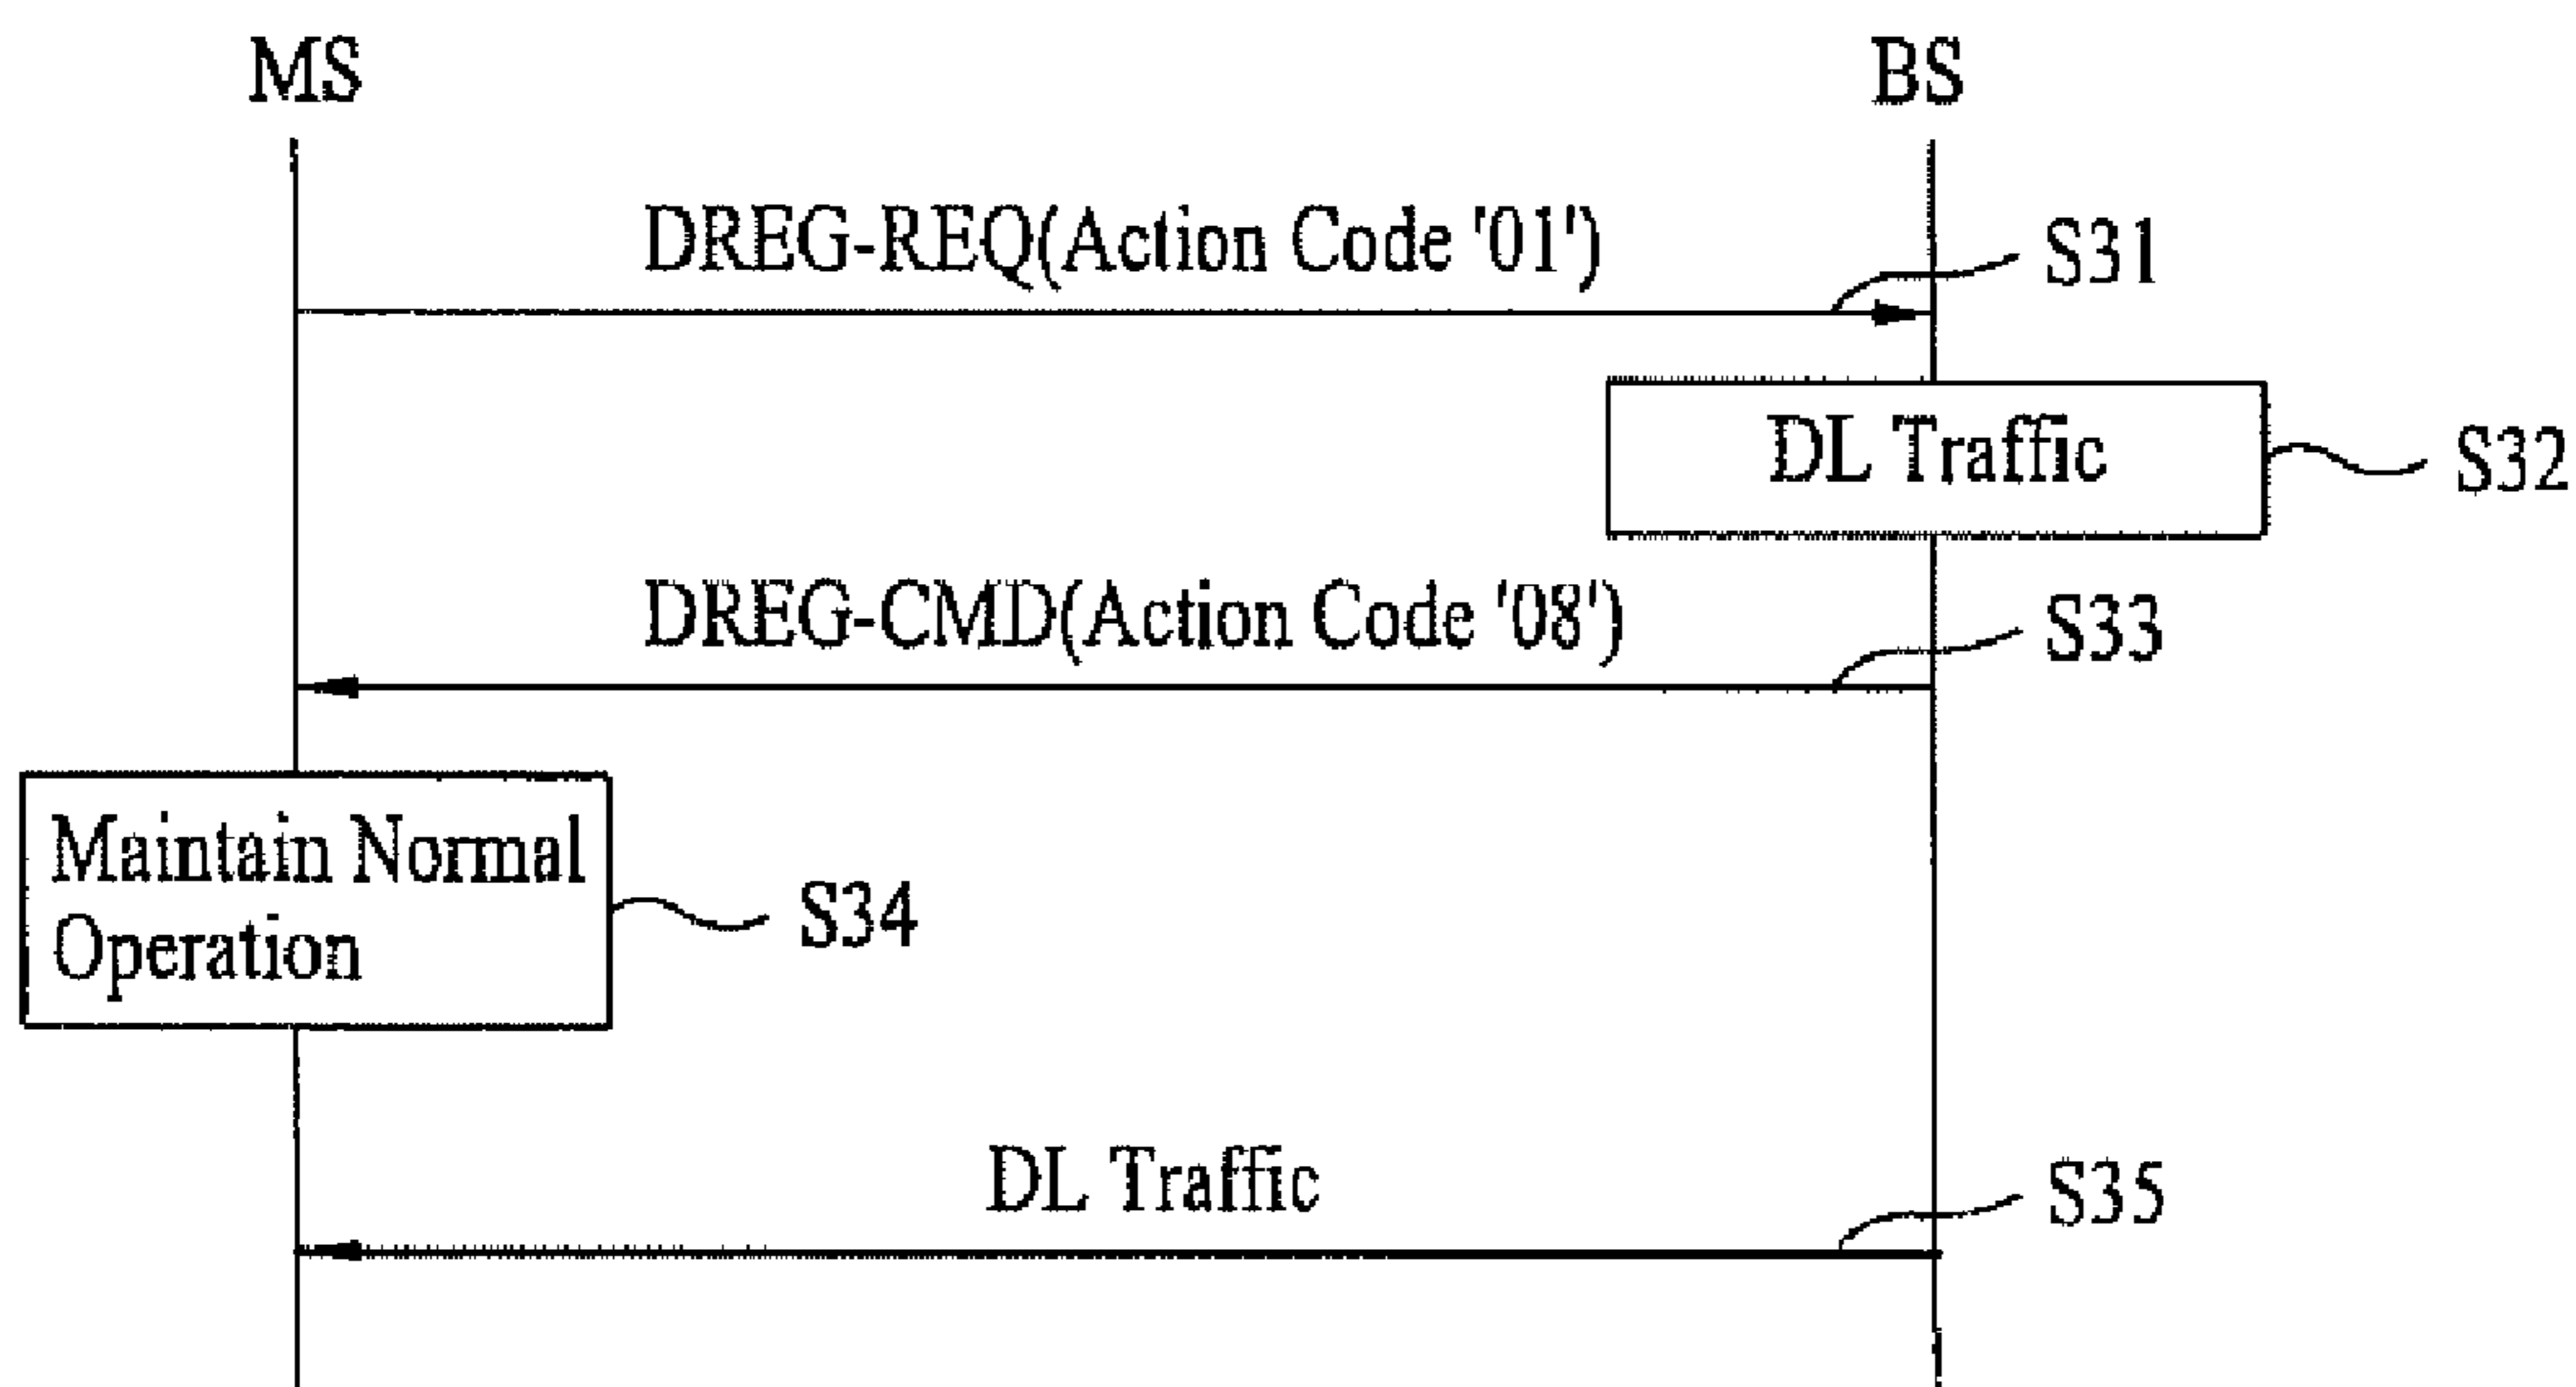 MS
BS
DREG-REQ(Action Code '01')
S31
DL Traffic
S32
DREG-CMD(Action Code '08')
S33
Maintain Normal
Operation
S34
DL Traffic
S35